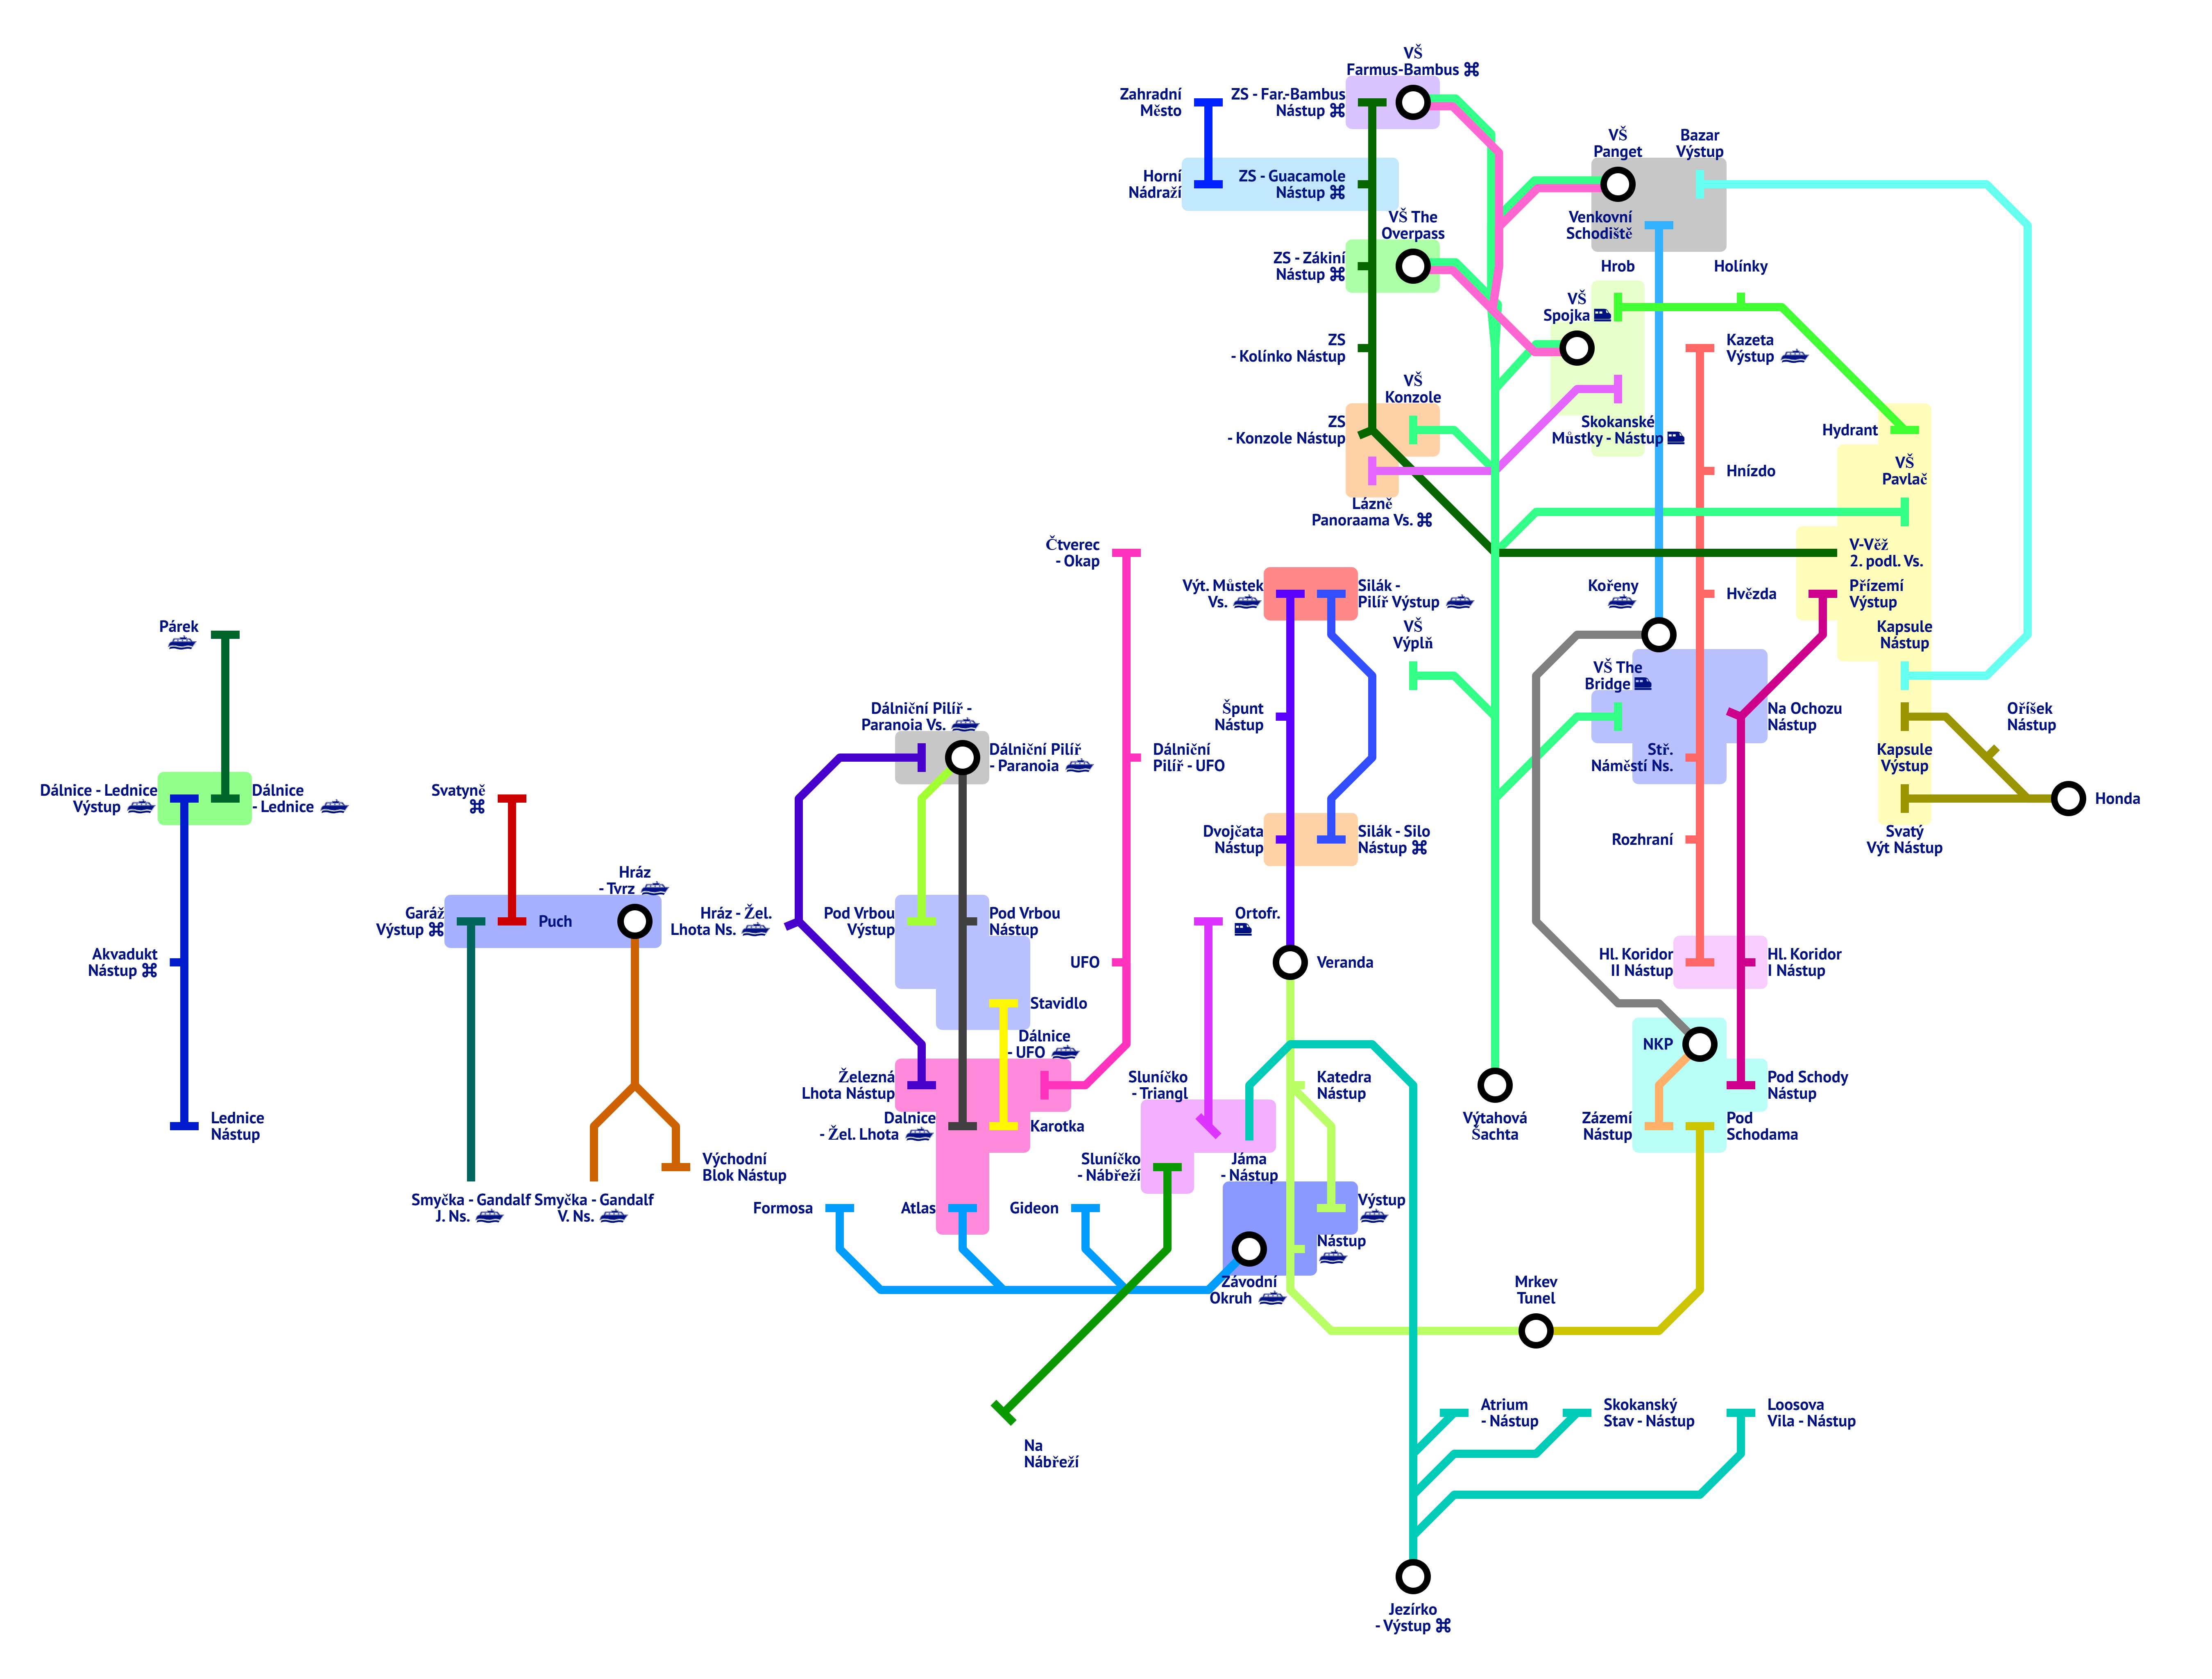 VŠ
Farmus-Bambus ⌘
Zahradní
Město
ZS - Far.-Bambus
Nástup ⌘
VŠ
Panget
Bazar
Výstup
Horní
Nádraží
ZS - Guacamole
Nástup ⌘
VŠ The
Overpass
Venkovní
Schodiště
ZS - Zákiní
Nástup ⌘
Hrob
Holínky
VŠ
Spojka
ZS
- Kolínko Nástup
Kazeta
Výstup
VŠ
Konzole
ZS
- Konzole Nástup
Skokanské
Můstky - Nástup
Hydrant
Hnízdo
VŠ
Pavlač
Lázně
Panoraama Vs. ⌘
Čtverec
- Okap
V-Věž
2. podl. Vs.
Výt. Můstek
Vs.
Silák -
Pilíř Výstup
Kořeny
Hvězda
Přízemí
Výstup
Párek
VŠ
Výplň
Kapsule
Nástup
VŠ The
Bridge
Dálniční Pilíř -
Paranoia Vs.
Špunt
Nástup
Na Ochozu
Nástup
Oříšek
Nástup
Dálniční Pilíř
- Paranoia
Dálniční
Pilíř - UFO
Stř.
Náměstí Ns.
Kapsule
Výstup
Dálnice - Lednice
Výstup
Dálnice
- Lednice
Svatyně
⌘
Honda
Dvojčata
Nástup
Silák - Silo
Nástup ⌘
Rozhraní
Svatý
Výt Nástup
Hráz
- Tvrz
Garáž
Výstup ⌘
Puch
Hráz - Žel.
Lhota Ns.
Pod Vrbou
Výstup
Pod Vrbou
Nástup
Ortofr.
Akvadukt
Nástup ⌘
UFO
Veranda
Hl. Koridor
II Nástup
Hl. Koridor
I Nástup
Stavidlo
Dálnice
- UFO
NKP
Železná
Lhota Nástup
Sluníčko
- Triangl
Katedra
Nástup
Pod Schody
Nástup
Lednice
Nástup
Dalnice
- Žel. Lhota
Karotka
Výtahová
Šachta
Zázemí
Nástup
Pod
Schodama
Východní
Blok Nástup
Sluníčko
- Nábřeží
Jáma
- Nástup
Smyčka - Gandalf
J. Ns.
Smyčka - Gandalf
V. Ns.
Formosa
Atlas
Gideon
Výstup
Nástup
Závodní
Okruh
Mrkev
Tunel
Atrium
- Nástup
Skokanský
Stav - Nástup
Loosova
Vila - Nástup
Na
Nábřeží
Jezírko
- Výstup ⌘